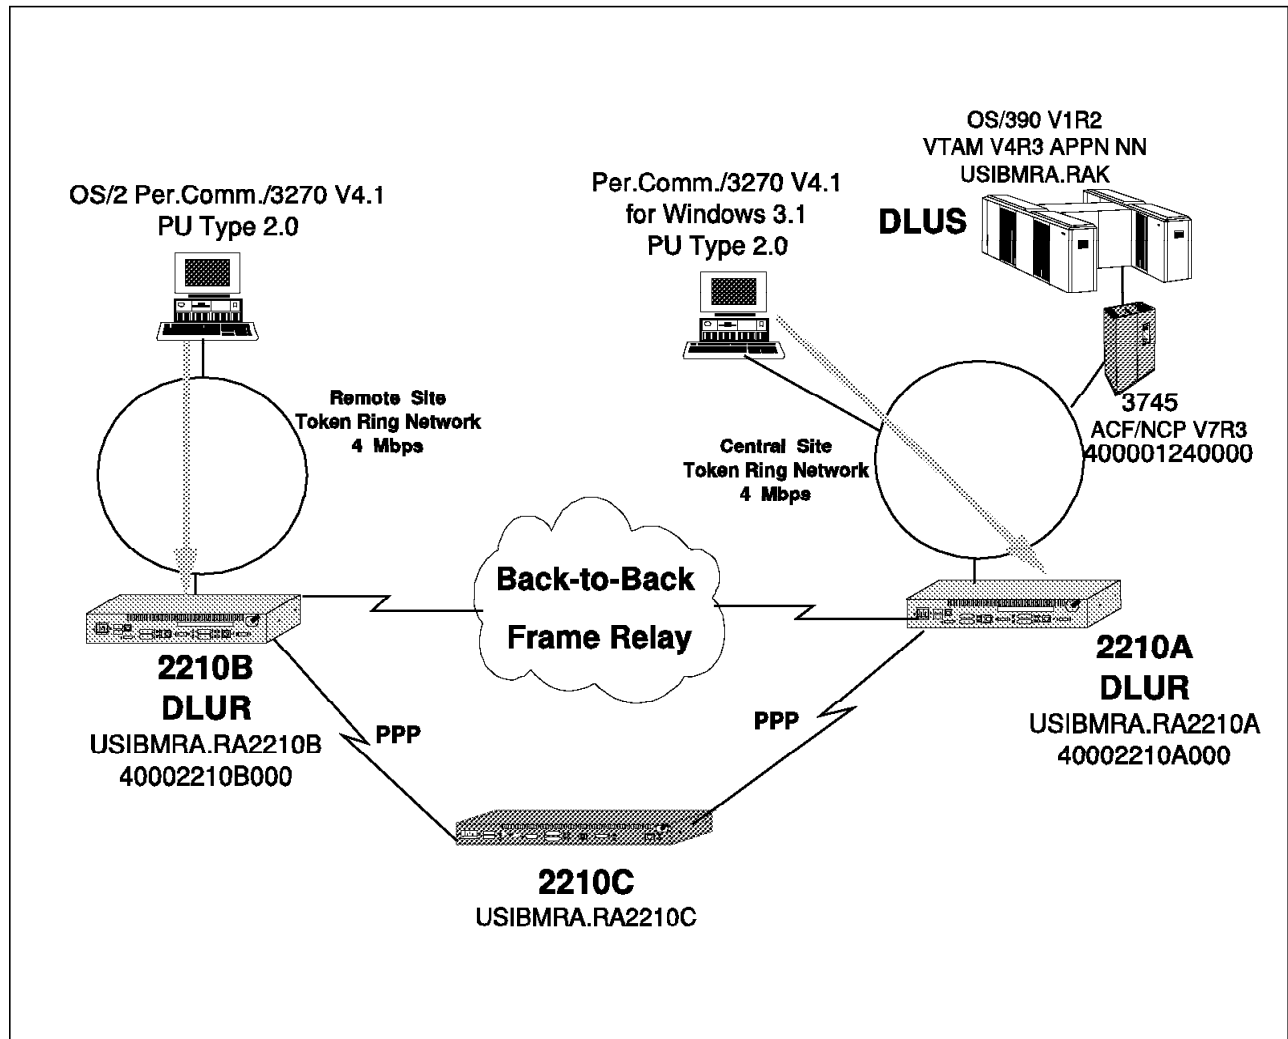 OS/390 V1R2
VTAM V4R3 APPN NN
USIBMRA.RAK
DLUS
OS/2 Per.Comm./3270 V4.1
PU Type 2.0
Per.Comm./3270 V4.1
for Windows 3.1
PU Type 2.0
Remote Site
Token Ring Network
4 Mbps
Central Site
Token Ring Network
4 Mbps
3745
ACF/NCP V7R3
400001240000
Back-to-Back
Frame Relay
2210B
DLUR
USIBMRA.RA2210B
40002210B000
PPP
PPP
2210A
DLUR
USIBMRA.RA2210A
40002210A000
2210C
USIBMRA.RA2210C